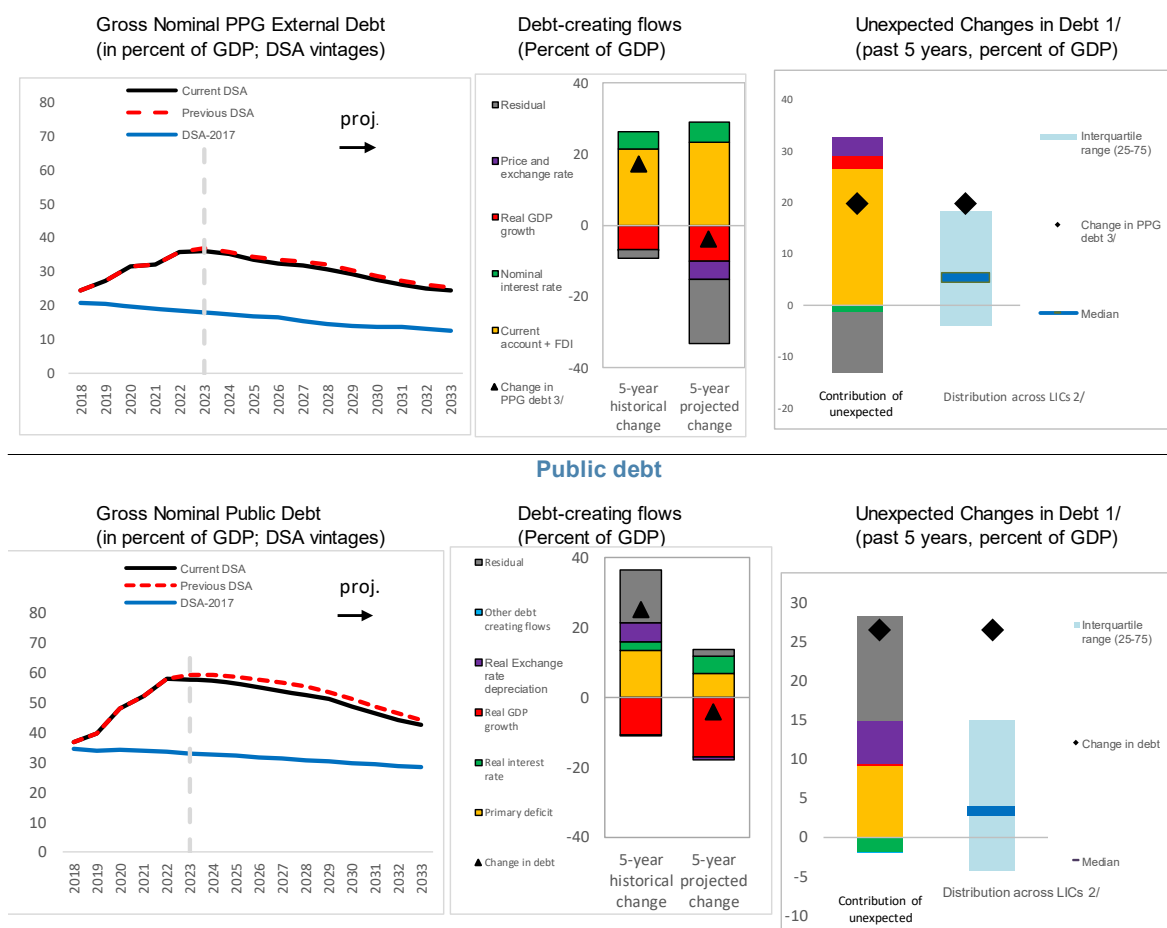 Gross Nominal PPG External Debt
(in percent of GDP; DSA vintages)
Current DSA
Previous DSA
DSA-2017
proj.
80
70
60
50
40
30
20
10
0
2018
2019
2020
2021
2022
2023
2024
2025
2026
2027
2028
2029
2030
2031
2032
2033
Debt-creating flows
(Percent of GDP)
Residual
Price and
exchange rate
Real GDP
growth
Nominal
interest rate
Current
account + FDI
Change in
PPG debt 3/
40
20
0
-20
-40
5-year
historical
change
5-year
projected
change
Unexpected Changes in Debt 1/
(past 5 years, percent of GDP)
40
30
20
10
0
-10
-20
Contribution of
unexpected
Distribution across LICs 2/
Interquartile
range (25-75)
Change in PPG
debt 3/
Median
Public debt
Gross Nominal Public Debt
(in percent of GDP; DSA vintages)
Current DSA
Previous DSA
DSA-2017
proj.
80
70
60
50
40
30
20
10
0
2018
2019
2020
2021
2022
2023
2024
2025
2026
2027
2028
2029
2030
2031
2032
2033
Debt-creating flows
(Percent of GDP)
Residual
Other debt
creating flows
Real Exchange
rate depreciation
Real GDP
growth
Real interest
rate
Primary deficit
Change in debt
40
20
0
-20
-40
5-year
historical
change
5-year
projected
change
Unexpected Changes in Debt 1/
(past 5 years, percent of GDP)
30
25
20
15
10
5
0
-5
-10
Contribution of
unexpected
Distribution across LICs 2/
Interquartile
range (25-75)
Change in debt
Median